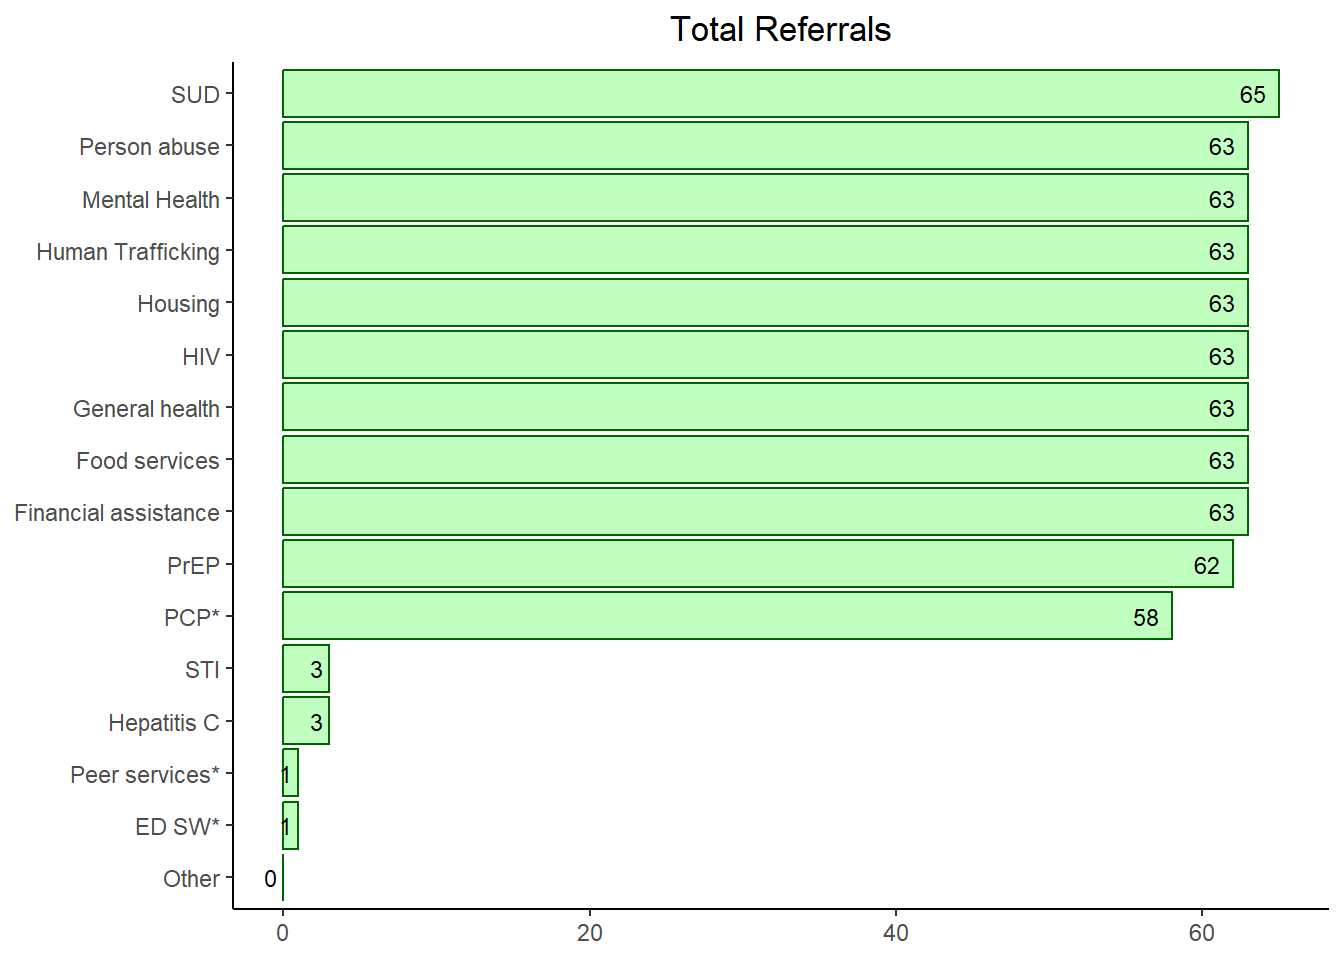 Total Referrals
SUD 65
Person abuse 63
Mental Health 63
Human Trafficking 63
Housing 63
HIV 63
General health 63
Food services 63
Financial assistance 63
PrEP 62
PCP* 58
STI 3
Hepatitis C 3
Peer services* 1
ED SW* 1
Other 0
0 20 40 60